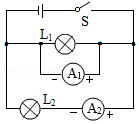 S
L₁
− A₁ +
L₂ − A₂ +